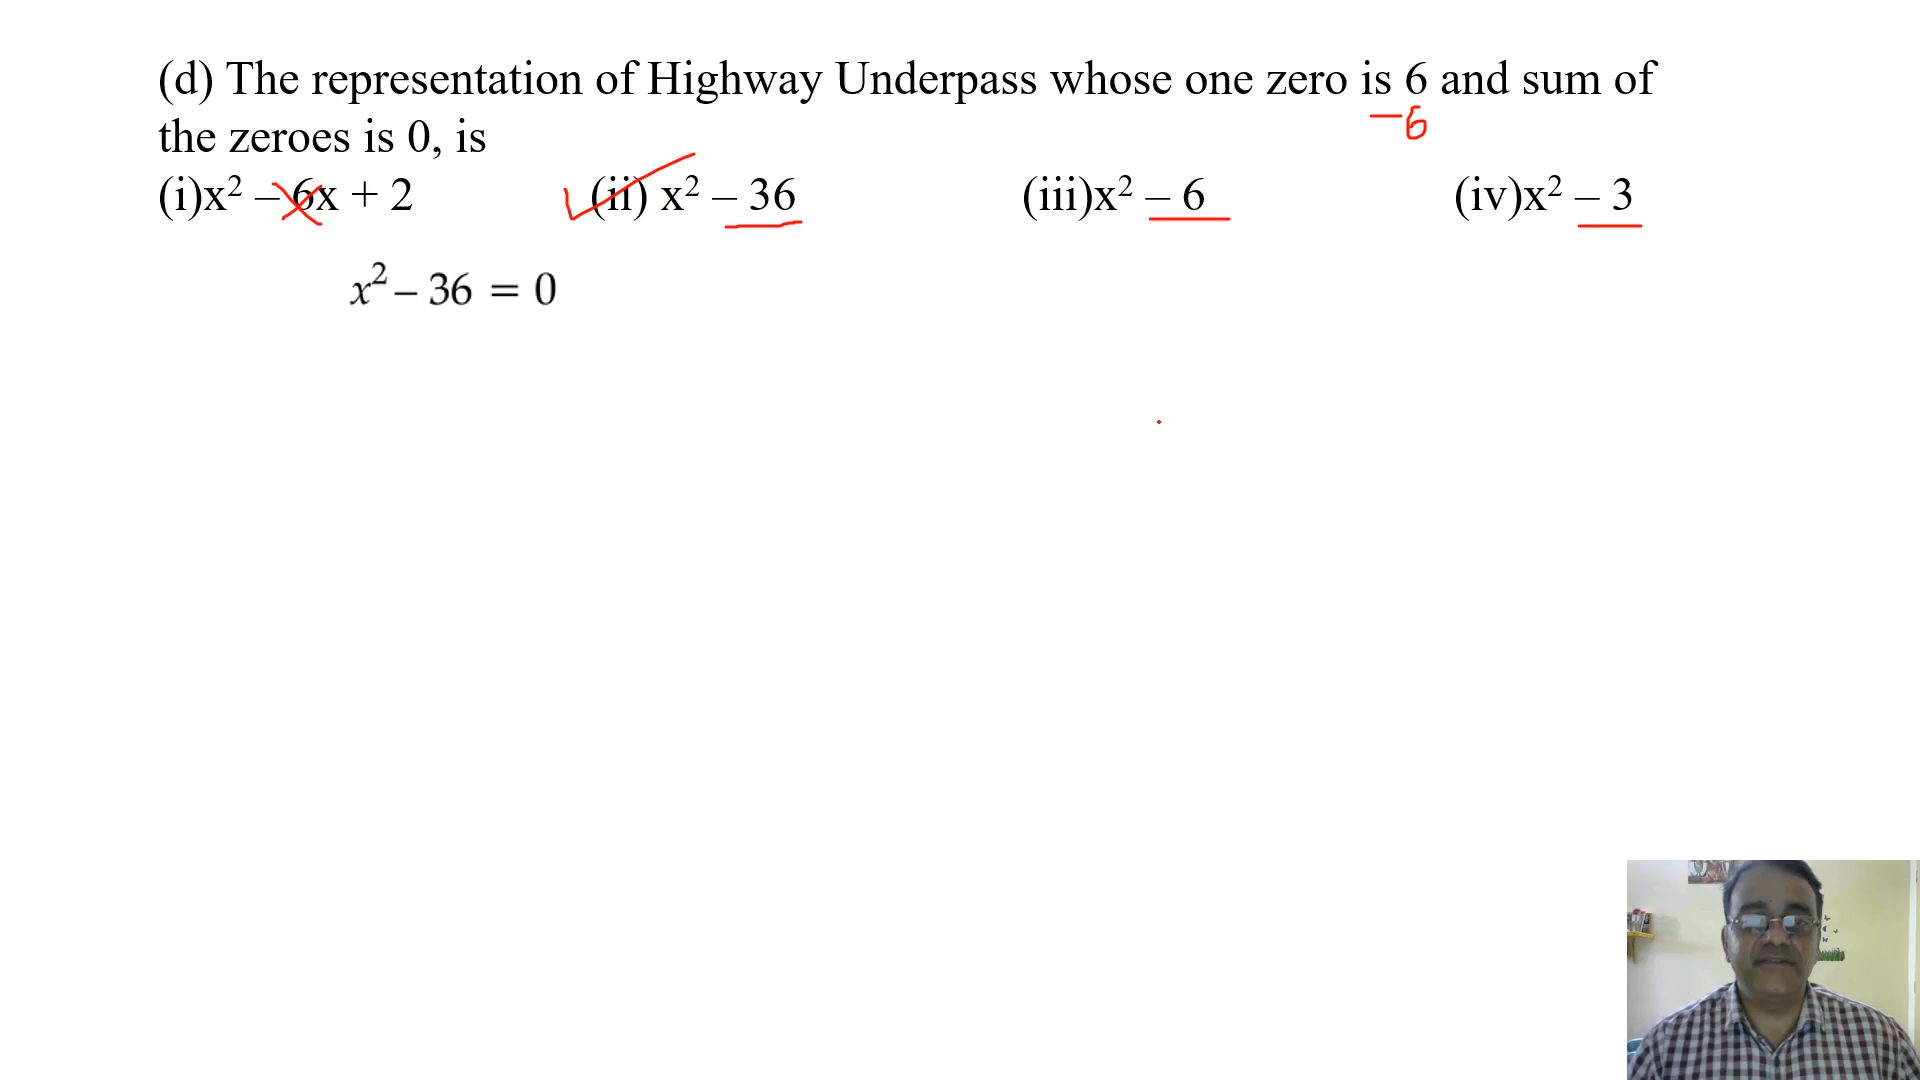 (d) The representation of Highway Underpass whose one zero is 6 and sum of
–6
the zeroes is 0, is
(i)x² – 6x + 2 (ii) x² – 36 (iii)x² – 6 (iv)x² – 3
x² – 36 = 0